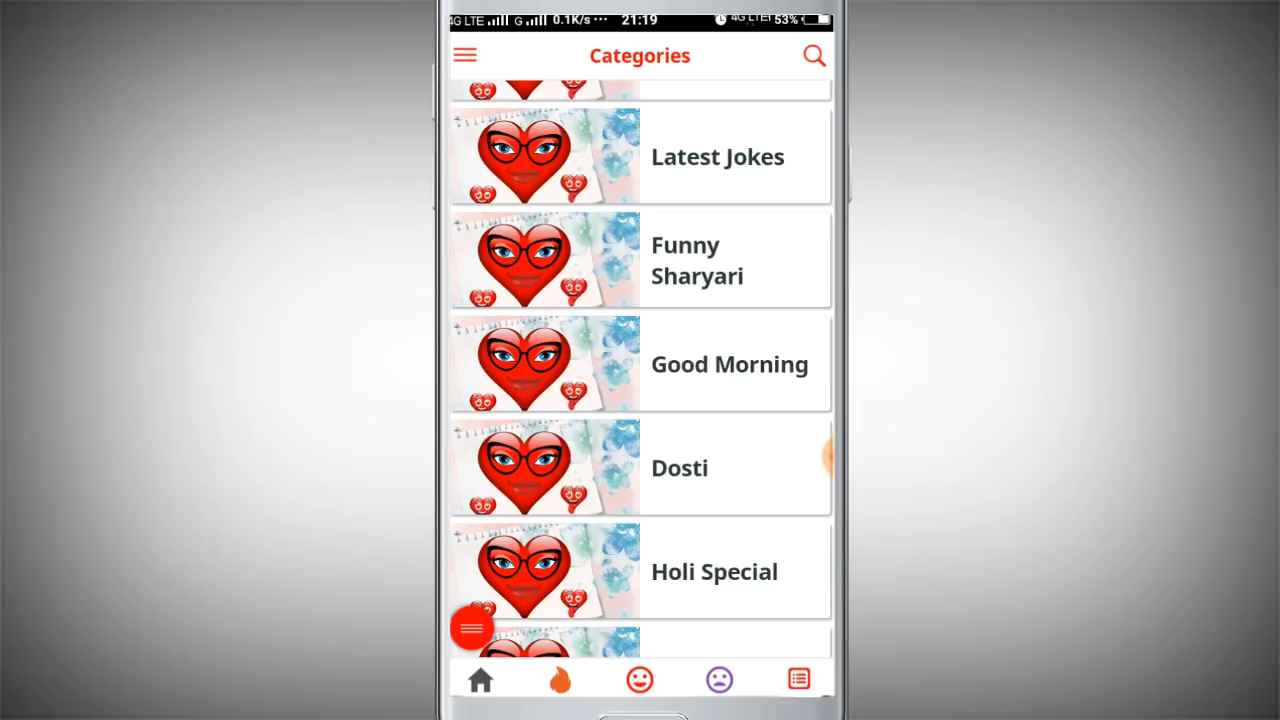 4G LTE G 0.1K/s ··· 21:19 4G LTE 53%
Categories
Latest Jokes
Funny
Sharyari
Good Morning
Dosti
Holi Special